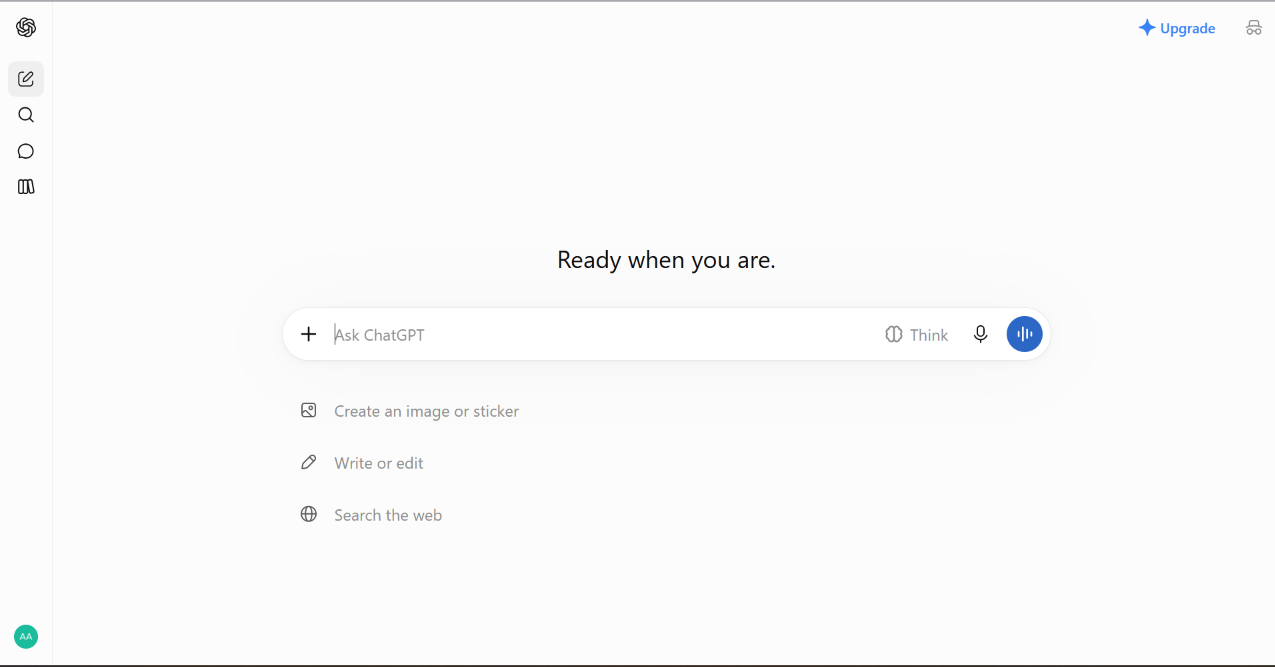 Upgrade
Ready when you are.
Ask ChatGPT
Think
Create an image or sticker
Write or edit
Search the web
AA